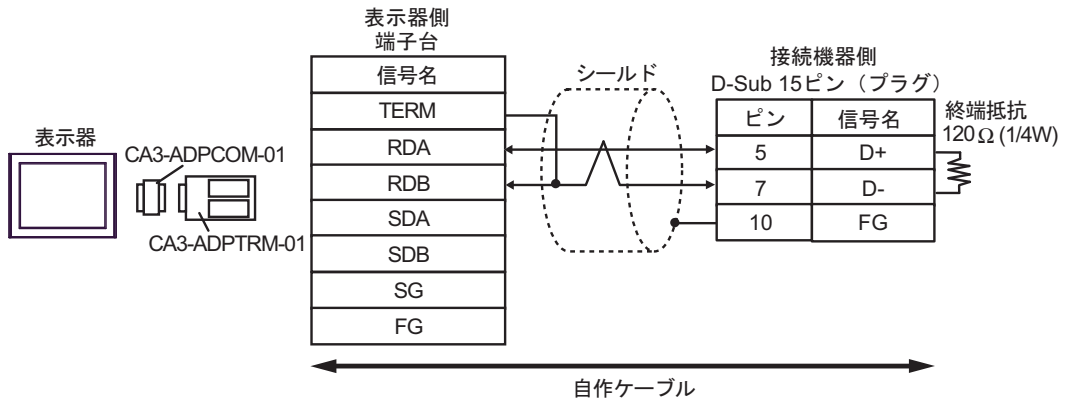 表示器
CA3-ADPCOM-01
CA3-ADPTRM-01
表示器側
端子台
信号名
TERM
RDA
RDB
SDA
SDB
SG
FG
シールド
接続機器側
D-Sub 15ピン（プラグ）
ピン 信号名
5 D+
7 D-
10 FG
終端抵抗
120Ω(1/4W)
自作ケーブル